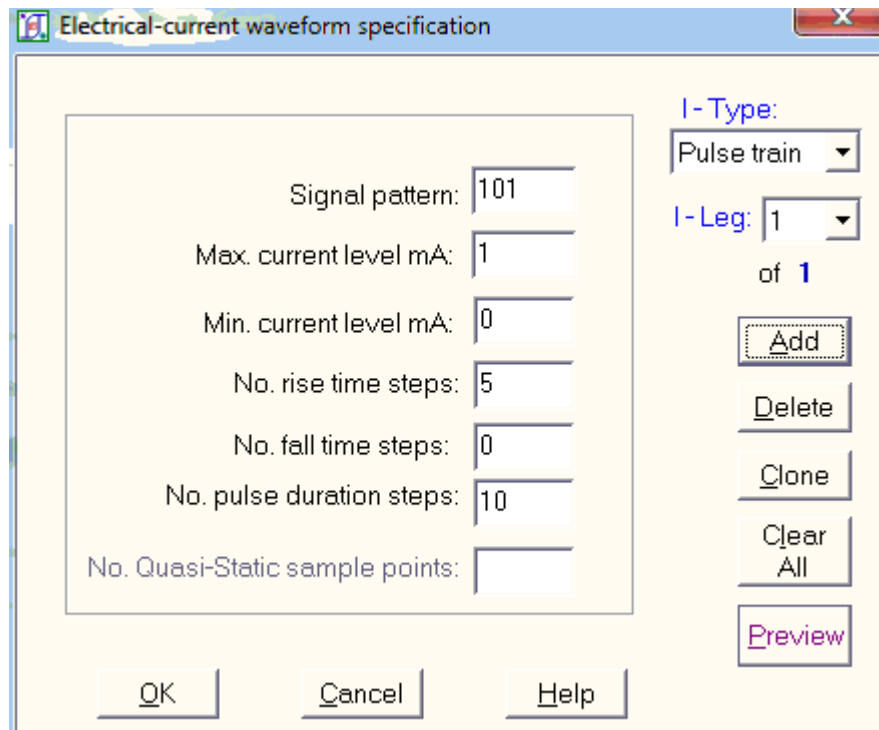 Electrical-current waveform specification
X
I - Type:
Pulse train
Signal pattern: 101
I - Leg: 1
Max. current level mA: 1
of 1
Min. current level mA: 0
Add
No. rise time steps: 5
Delete
No. fall time steps: 0
Clone
No. pulse duration steps: 10
Clear
All
No. Quasi-Static sample points:
Preview
OK Cancel Help